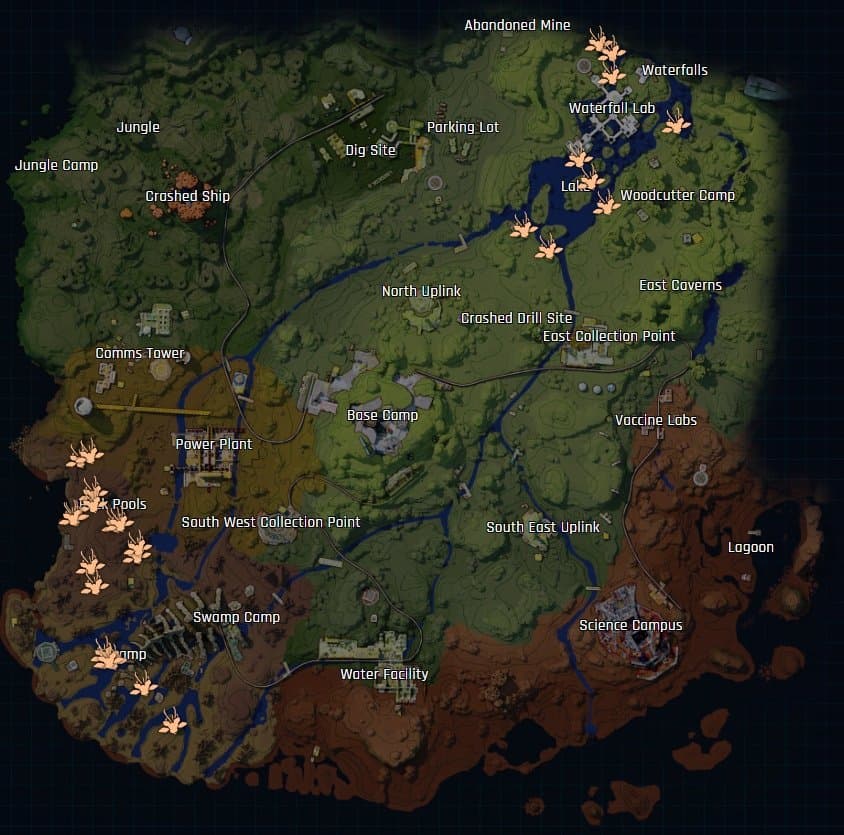 Abandoned Mine
Waterfalls
Waterfall Lab
Jungle
Parking Lot
Dig Site
Jungle Camp
Crashed Ship
Lake
Woodcutter Camp
East Caverns
North Uplink
Crashed Drill Site
East Collection Point
Comms Tower
Base Camp
Vaccine Labs
Power Plant
Pools
South West Collection Point
South East Uplink
Lagoon
Swamp Camp
Science Campus
amp
Water Facility